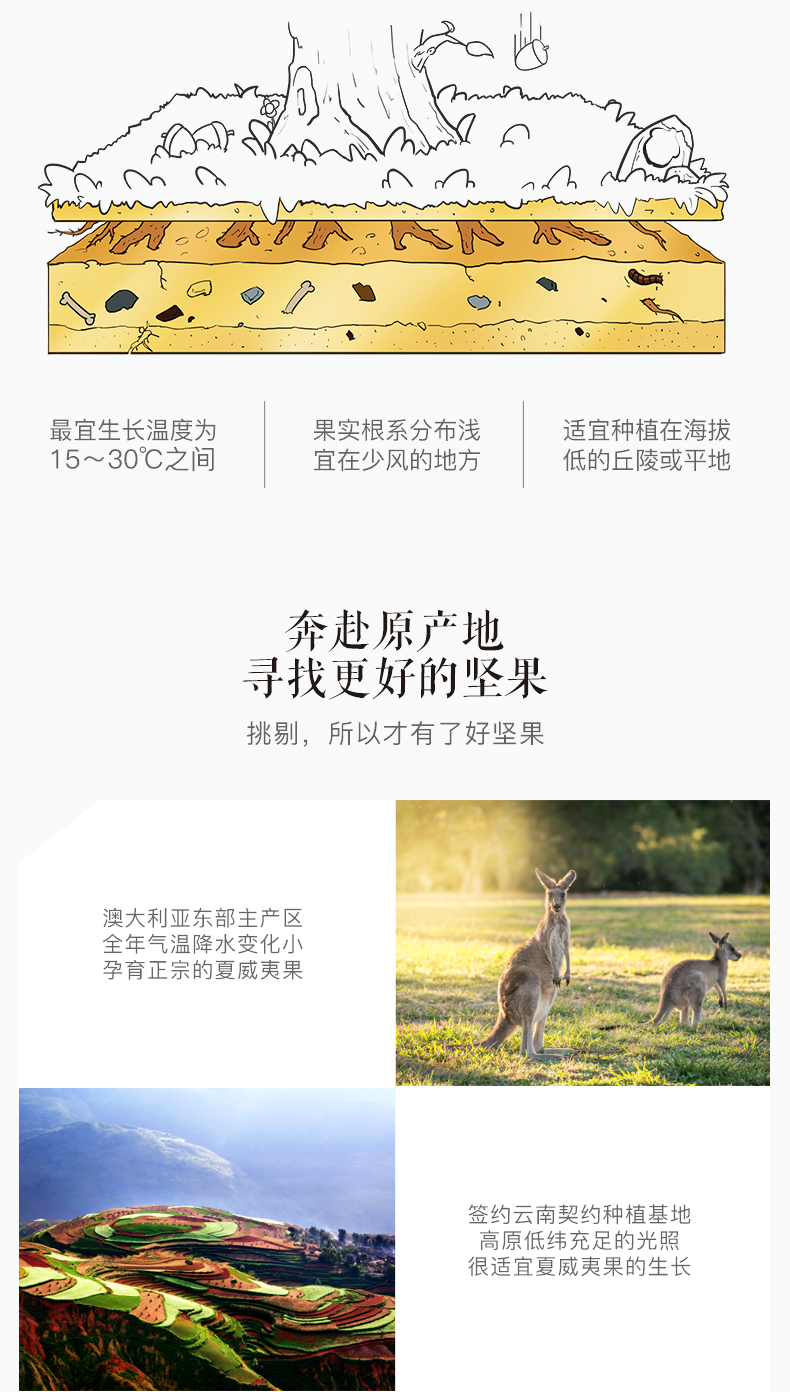 最宜生长温度为
15～30℃之间
果实根系分布浅
宜在少风的地方
适宜种植在海拔
低的丘陵或平地
奔赴原产地
寻找更好的坚果
挑剔，所以才有了好坚果
澳大利亚东部主产区
全年气温降水变化小
孕育正宗的夏威夷果
签约云南契约种植基地
高原低纬充足的光照
很适宜夏威夷果的生长